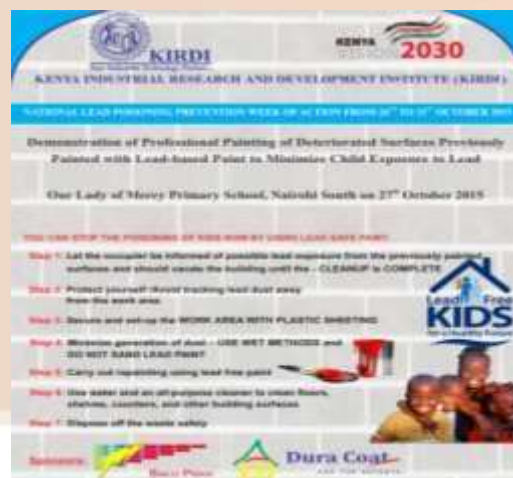 KIRDI
KENYA
VISION 2030
KENYA INDUSTRIAL RESEARCH AND DEVELOPMENT INSTITUTE (KIRDI)
NATIONAL LEAD POISONING PREVENTION WEEK OF ACTION FROM TO OCTOBER
Demonstration of Professional Painting of Deteriorated Surfaces Previously
Painted with Lead-based Paint to Minimize Child Exposure to Lead
Our Lady of Mercy Primary School, Nairobi South on 27th October 2015
YOU CAN STOP THE POISONING OF KIDS NOW BY USING LEAD SAFE PAINT
Step 1: Let the occupier be informed of possible lead exposure from the previously painted
surfaces and should vacate the building until the - CLEANUP is COMPLETE
Step 2: Protect yourself /Avoid tracking lead dust away
from the work area
Step 3: Secure and set-up the WORK AREA WITH PLASTIC SHEETING
Step 4: Minimize generation of dust - USE WET METHODS and
DO NOT SAND LEAD PAINT
Step 5: Carry out repainting using lead free paint
Step 6: Use water and an all-purpose cleaner to clean floors,
shelves, counters, and other building surfaces
Step 7: Dispose off the waste safely
Lead Free
KIDS
for a Healthy Future
Sponsors:
Dura Coat